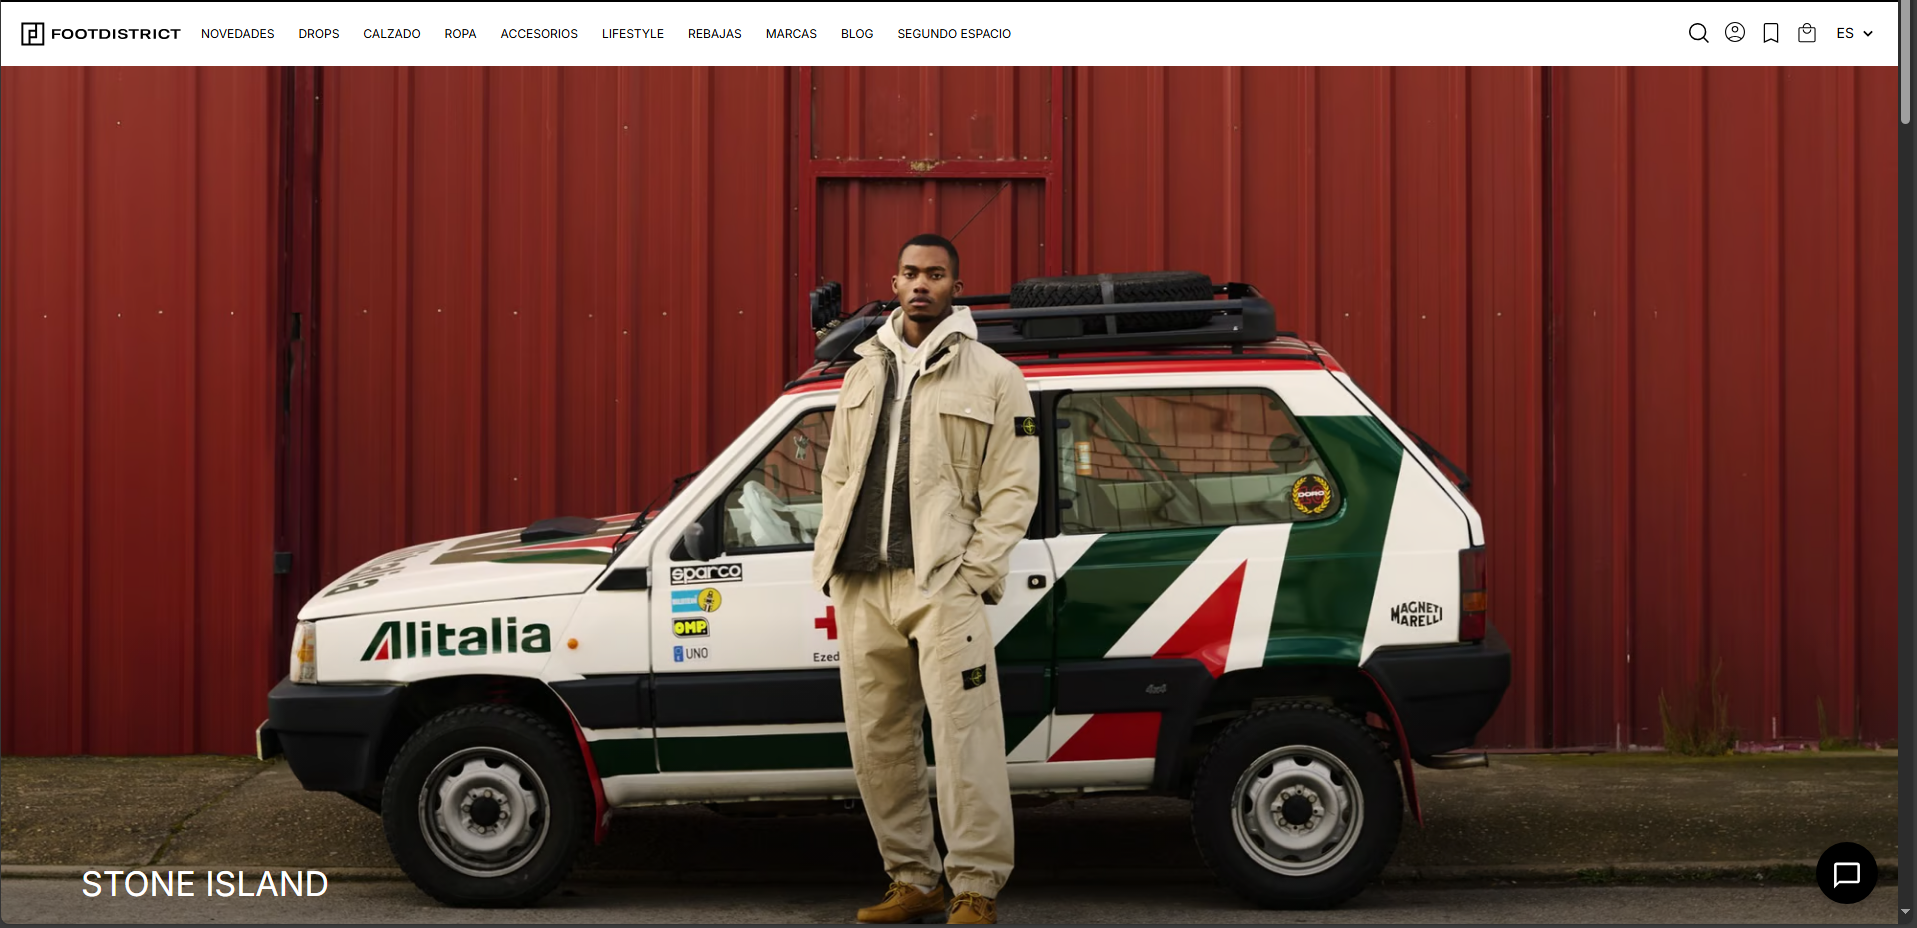 FOOTDISTRICT NOVEDADES DROPS CALZADO ROPA ACCESORIOS LIFESTYLE REBAJAS MARCAS BLOG SEGUNDO ESPACIO ES
DORO
sparco
OMP
UNO
Ezed
Alitalia
MAGNETI
MARELLI
4x4
STONE ISLAND